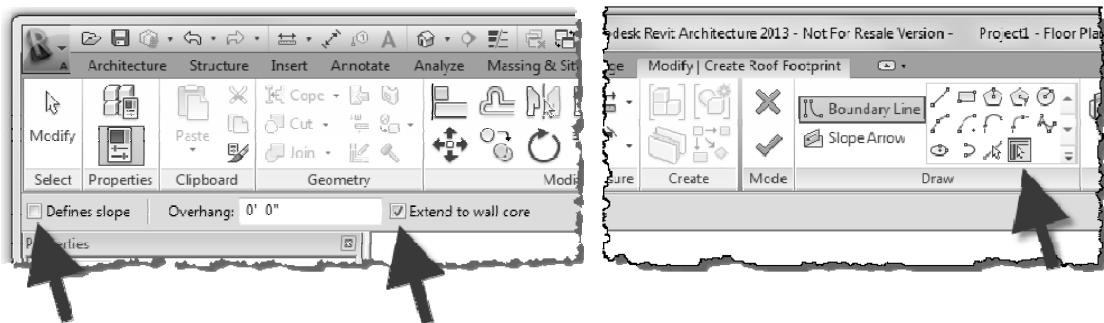 A
Architecture Structure Insert Annotate Analyze Massing & Sit
Modify
Paste
Cope
Cut
Join
Select Properties Clipboard Geometry Modi
Defines slope Overhang: 0' 0" Extend to wall core
Properties
desk Revit Architecture 2013 - Not For Resale Version - Project1 - Floor Pla
ge Modify | Create Roof Footprint
Boundary Line
Slope Arrow
ure Create Mode Draw